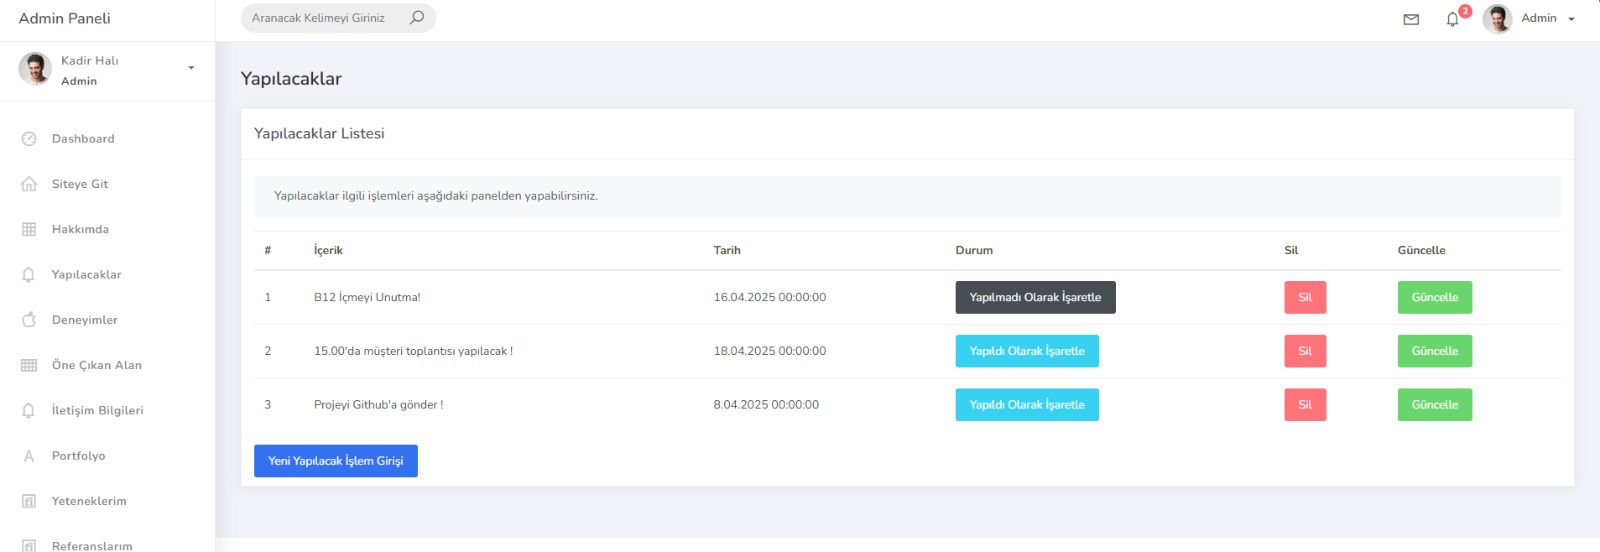 Admin Paneli
Aranacak Kelimeyi Giriniz
2
Admin
Kadir Halı
Admin
Dashboard
Siteye Git
Hakkımda
Yapılacaklar
Deneyimler
Öne Çıkan Alan
İletişim Bilgileri
Portfolyo
Yeteneklerim
Referanslarım
Yapılacaklar
Yapılacaklar Listesi
Yapılacaklar ilgili işlemleri aşağıdaki panelden yapabilirsiniz.
# İçerik Tarih Durum Sil Güncelle
1 B12 İçmeyi Unutma! 16.04.2025 00:00:00 Yapılmadı Olarak İşaretle Sil Güncelle
2 15.00'da müşteri toplantısı yapılacak ! 18.04.2025 00:00:00 Yapıldı Olarak İşaretle Sil Güncelle
3 Projeyi Github'a gönder ! 8.04.2025 00:00:00 Yapıldı Olarak İşaretle Sil Güncelle
Yeni Yapılacak İşlem Girişi